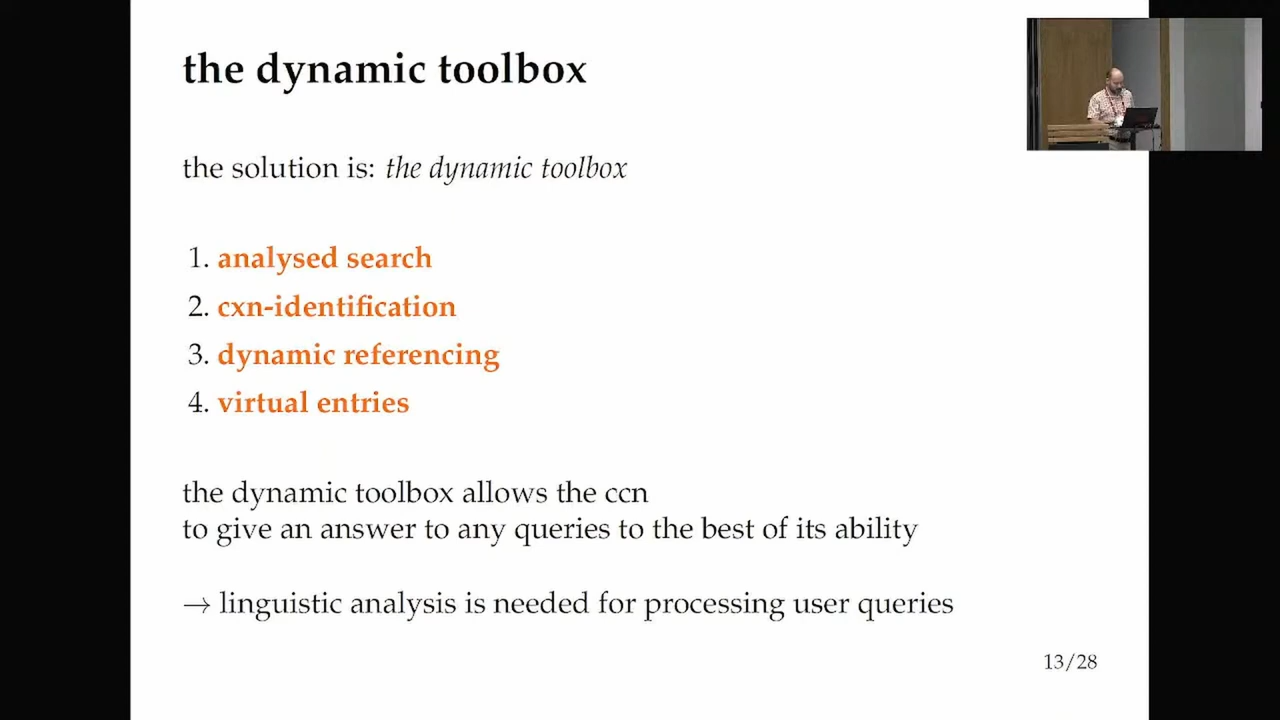 the dynamic toolbox
the solution is: the dynamic toolbox
1. analysed search
2. cxn-identification
3. dynamic referencing
4. virtual entries
the dynamic toolbox allows the ccn
to give an answer to any queries to the best of its ability
→ linguistic analysis is needed for processing user queries
13/28